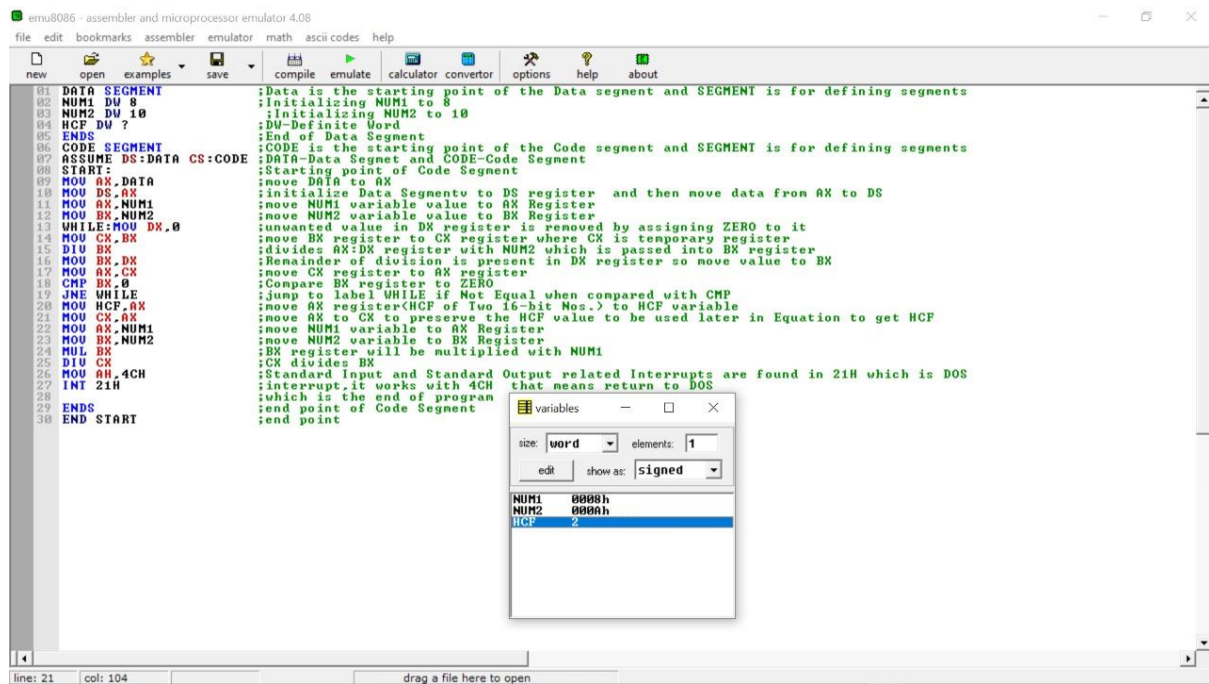 emu8086 - assembler and microprocessor emulator 4.08
file edit bookmarks assembler emulator math ascii codes help
new open examples save compile emulate calculator convertor options help about
01 DATA SEGMENT ;Data is the starting point of the Data segment and SEGMENT is for defining segments
02 NUM1 DW 8 ;Initializing NUM1 to 8
03 NUM2 DW 10 ;Initializing NUM2 to 10
04 HCF DW ? ;DW-Definite Word
05 ENDS ;End of Data Segment
06 CODE SEGMENT ;CODE is the starting point of the Code segment and SEGMENT is for defining segments
07 ASSUME DS:DATA CS:CODE ;DATA-Data Segmet and CODE-Code Segment
08 START: ;Starting point of Code Segment
09 MOV AX,DATA ;move DATA to AX
10 MOV DS,AX ;initialize Data Segmentv to DS register and then move data from AX to DS
11 MOV AX,NUM1 ;move NUM1 variable value to AX Register
12 MOV BX,NUM2 ;move NUM2 variable value to BX Register
13 WHILE:MOV DX,0 ;unwanted value in DX register is removed by assigning ZERO to it
14 MOV CX,BX ;move BX register to CX register where CX is temporary register
15 DIV BX ;divides AX:DX register with NUM2 which is passed into BX register
16 MOV BX,DX ;Remainder of division is present in DX register so move value to BX
17 MOV AX,CX ;move CX register to AX register
18 CMP BX,0 ;Compare BX register to ZERO
19 JNE WHILE ;jump to label WHILE if Not Equal when compared with CMP
20 MOV HCF,AX ;move AX register(HCF of Two 16-bit Nos.) to HCF variable
21 MOV CX,AX ;move AX to CX to preserve the HCF value to be used later in Equation to get HCF
22 MOV AX,NUM1 ;move NUM1 variable to AX Register
23 MOV BX,NUM2 ;move NUM2 variable to BX Register
24 MUL BX ;BX register will be multiplied with NUM1
25 DIV CX ;CX divides BX
26 MOV AH,4CH ;Standard Input and Standard Output related Interrupts are found in 21H which is DOS
27 INT 21H ;interrupt,it works with 4CH that means return to DOS
28 ;which is the end of program
29 ENDS ;end point of Code Segment
30 END START ;end point
variables
size: word elements: 1
edit show as: signed
NUM1 0008h
NUM2 000Ah
HCF 2
line: 21 col: 104 drag a file here to open